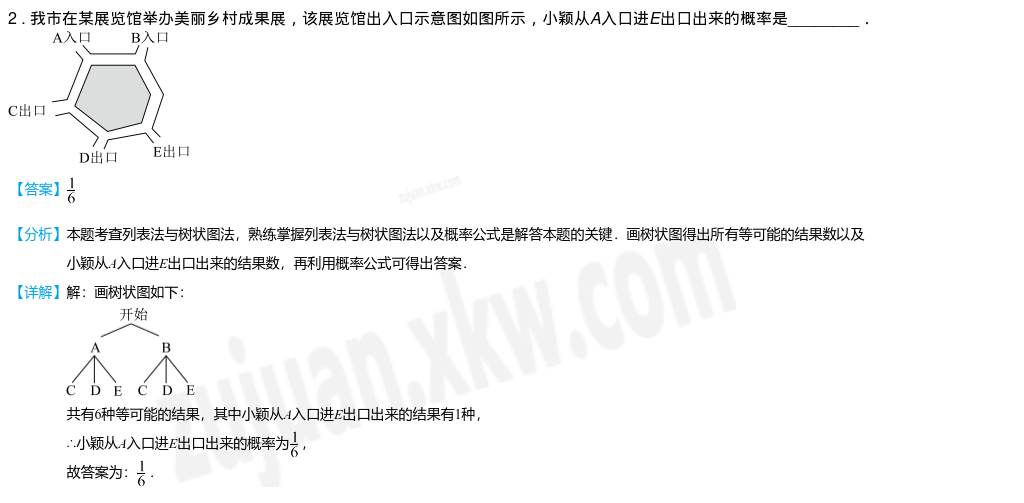 2．我市在某展览馆举办美丽乡村成果展，该展览馆出入口示意图如图所示，小颖从A入口进E出口出来的概率是________．
A入口 B入口
C出口
D出口 E出口
【答案】1/6
zujuan.xkw.com
【分析】本题考查列表法与树状图法，熟练掌握列表法与树状图法以及概率公式是解答本题的关键．画树状图得出所有等可能的结果数以及
小颖从A入口进E出口出来的结果数，再利用概率公式可得出答案．
【详解】解：画树状图如下：
开始
A B
C D E C D E
共有6种等可能的结果，其中小颖从A入口进E出口出来的结果有1种，
∴小颖从A入口进E出口出来的概率为1/6，
故答案为：1/6．
zujuan.xkw.com